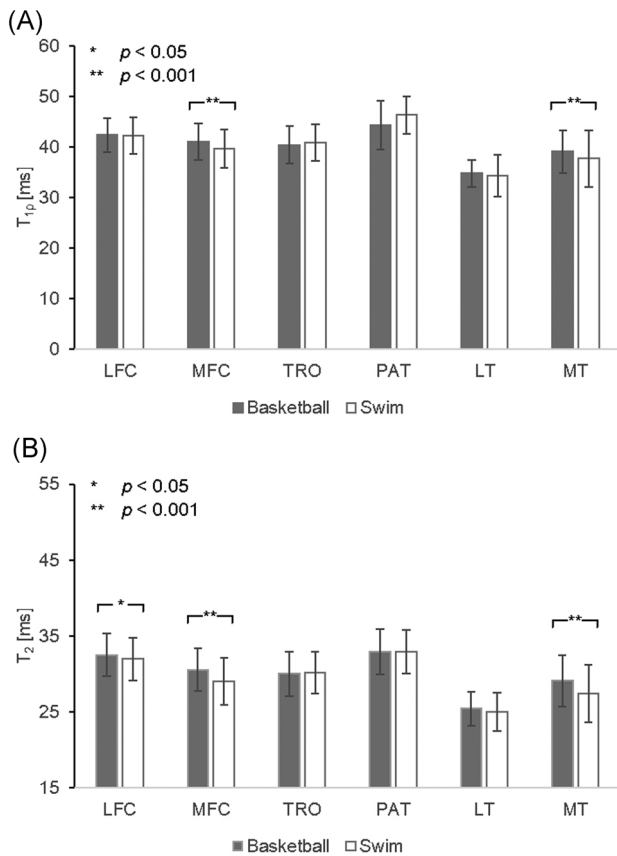 (A)
60
* p < 0.05
** p < 0.001
50
** **
40
30
20
10
0
T1ρ [ms]
LFC MFC TRO PAT LT MT
Basketball Swim
(B)
55
* p < 0.05
** p < 0.001
45
* ** **
35
25
15
T2 [ms]
LFC MFC TRO PAT LT MT
Basketball Swim